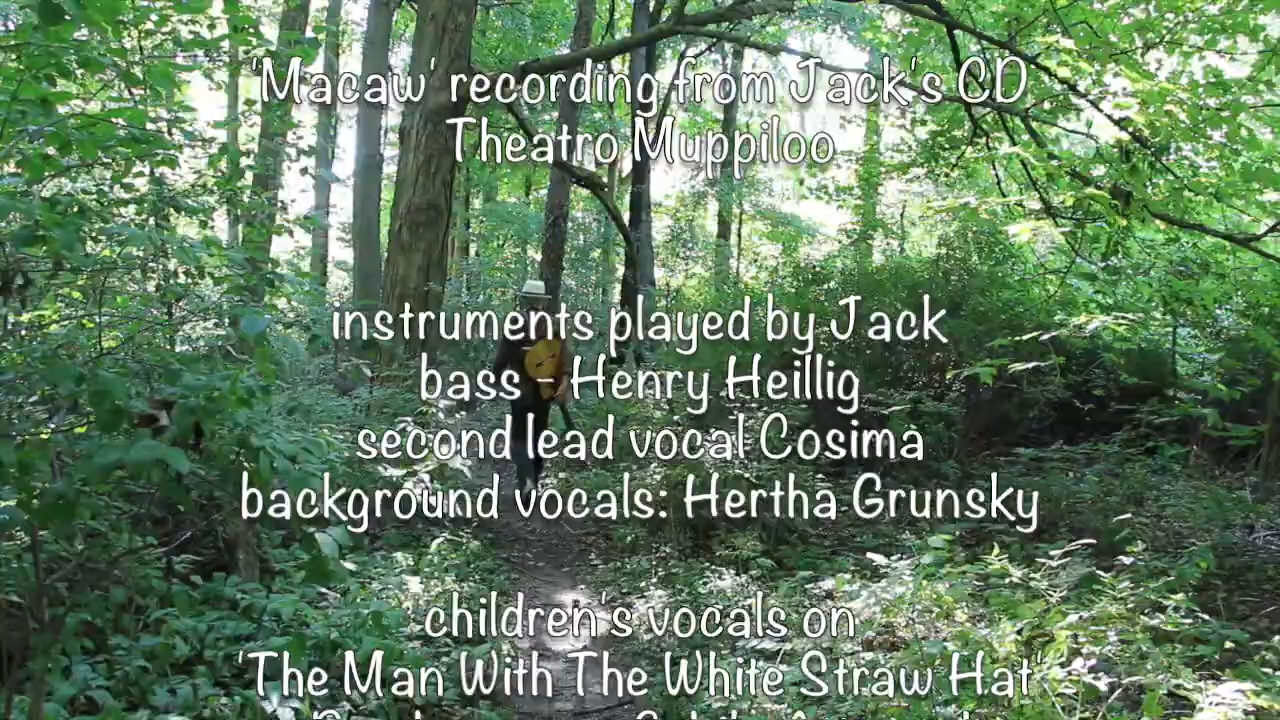 'Macaw' recording from Jack's CD
Theatro Muppiloo
instruments played by Jack
bass - Henry Heillig
second lead vocal Cosima
background vocals: Hertha Grunsky
children's vocals on
'The Man With The White Straw Hat'